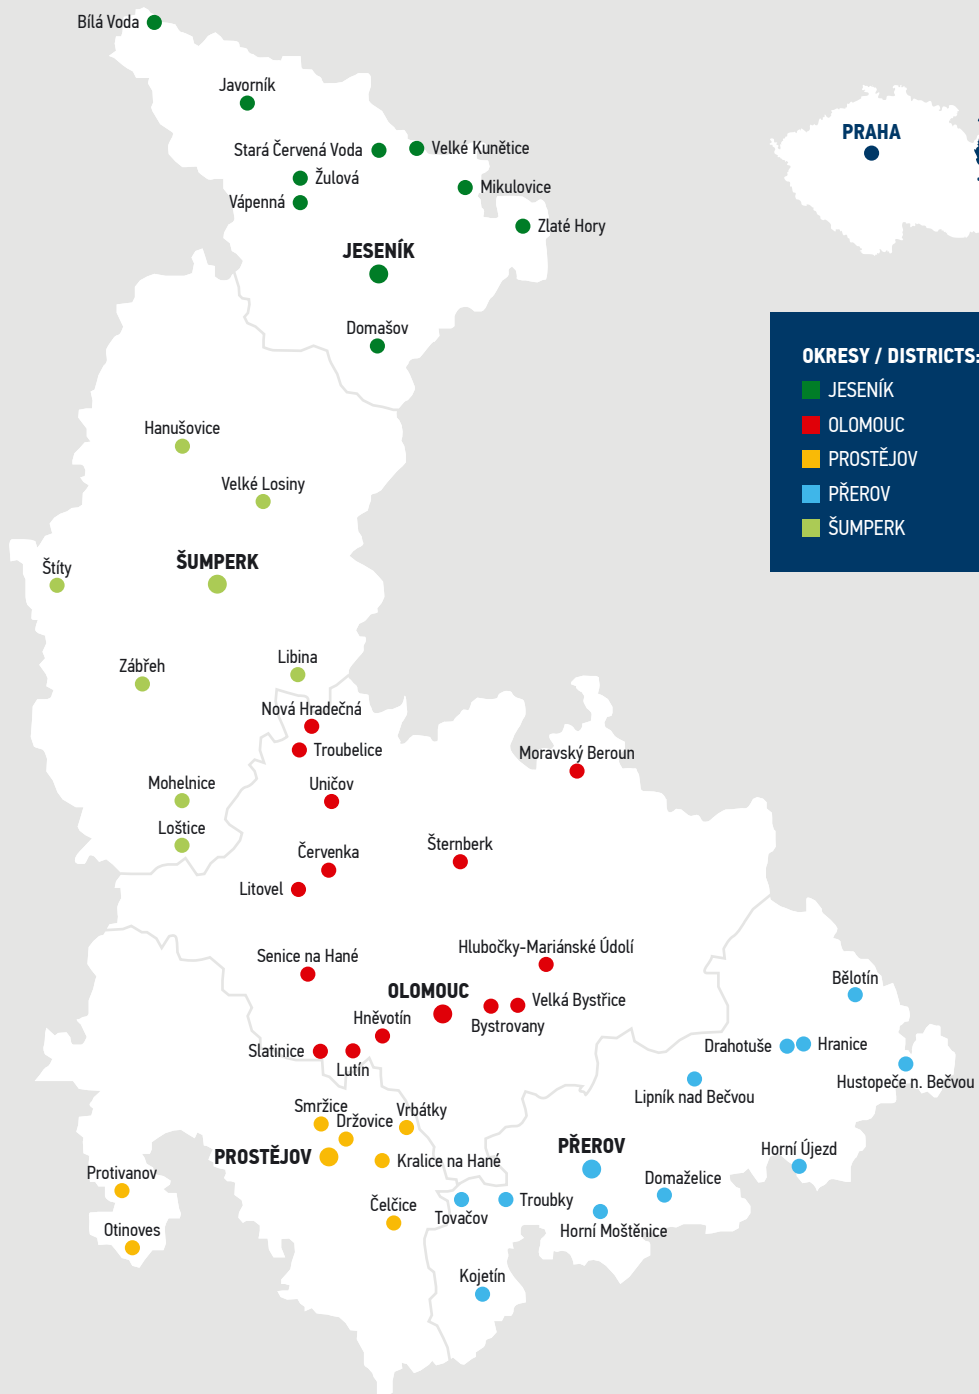 Bílá Voda
Javorník
PRAHA
Stará Červená Voda
Velké Kunětice
Žulová
Mikulovice
Vápenná
Zlaté Hory
JESENÍK
Domašov
OKRESY / DISTRICTS:
JESENÍK
OLOMOUC
PROSTĚJOV
PŘEROV
ŠUMPERK
Hanušovice
Velké Losiny
ŠUMPERK
Štíty
Libina
Zábřeh
Nová Hradečná
Troubelice
Moravský Beroun
Mohelnice
Uničov
Loštice
Šternberk
Červenka
Litovel
Hlubočky-Mariánské Údolí
Senice na Hané
Bělotín
OLOMOUC
Velká Bystřice
Hněvotín
Bystrovany
Drahotuše
Hranice
Slatinice
Lutín
Hustopeče n. Bečvou
Lipník nad Bečvou
Smržice
Vrbátky
Držovice
PŘEROV
Horní Újezd
PROSTĚJOV
Kralice na Hané
Protivanov
Domaželice
Čelčice
Troubky
Tovačov
Otinoves
Horní Moštěnice
Kojetín